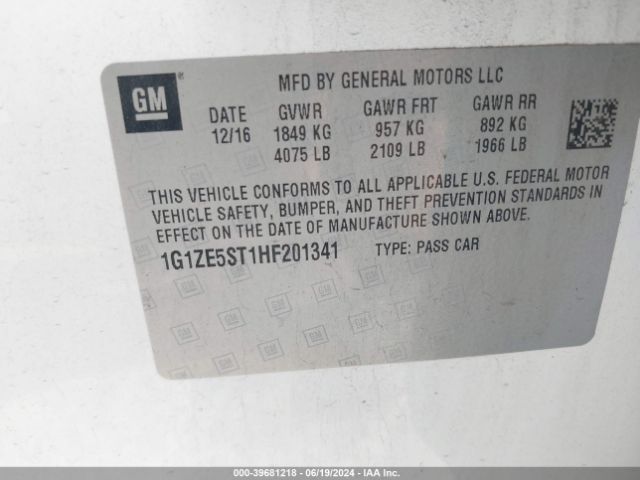 GM
MFD BY GENERAL MOTORS LLC
DATE GVWR GAWR FRT GAWR RR
12/16 1849 KG 957 KG 892 KG
4075 LB 2109 LB 1966 LB
THIS VEHICLE CONFORMS TO ALL APPLICABLE U.S. FEDERAL MOTOR
VEHICLE SAFETY, BUMPER, AND THEFT PREVENTION STANDARDS IN
EFFECT ON THE DATE OF MANUFACTURE SHOWN ABOVE.
1G1ZE5ST1HF201341 TYPE: PASS CAR
000-39681218 - 06/19/2024 - IAAI.COM